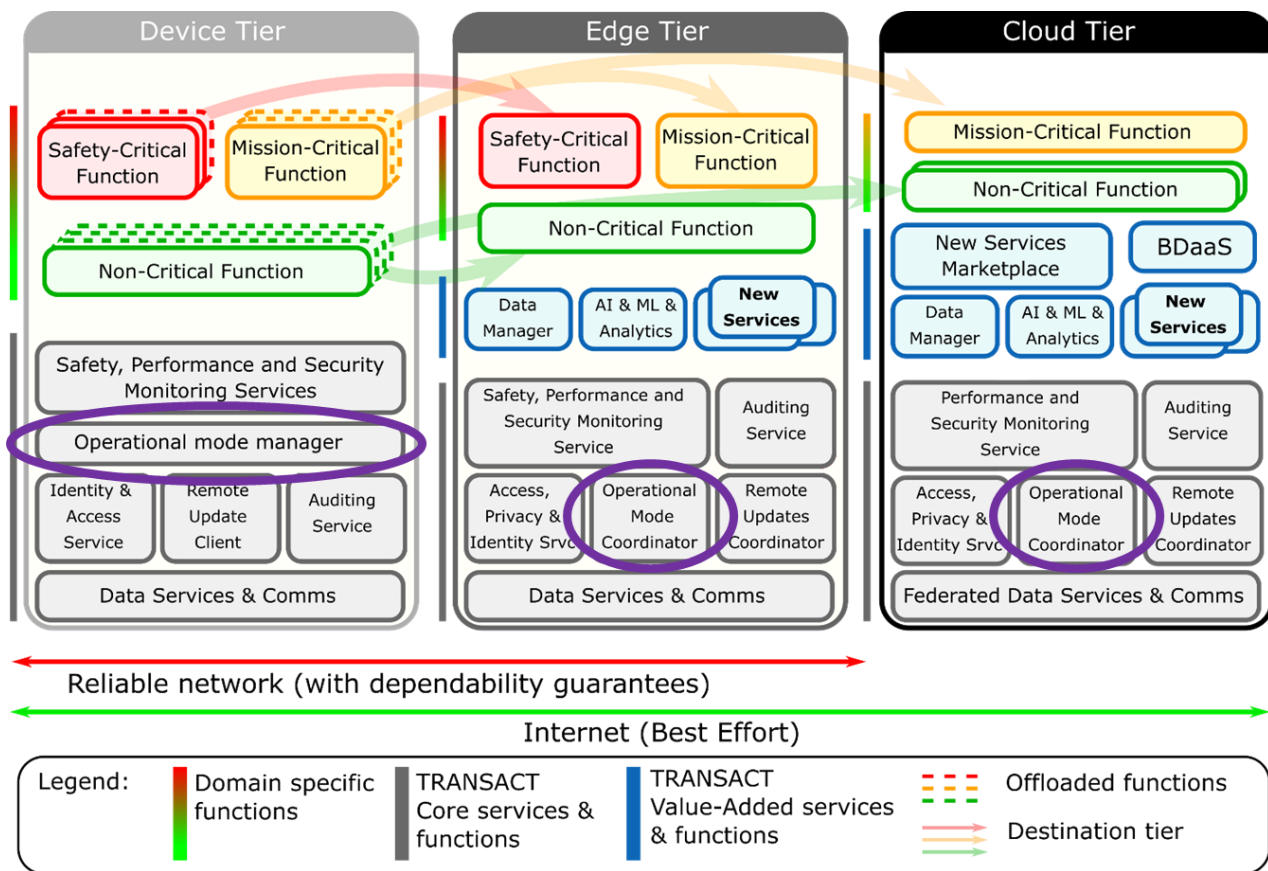 Device Tier
Safety-Critical
Function
Mission-Critical
Function
Non-Critical Function
Safety, Performance and Security
Monitoring Services
Operational mode manager
Identity &
Access
Service
Remote
Update
Client
Auditing
Service
Data Services & Comms
Edge Tier
Safety-Critical
Function
Mission-Critical
Function
Non-Critical Function
Data
Manager
AI & ML &
Analytics
New
Services
Safety, Performance and
Security Monitoring
Service
Auditing
Service
Access,
Privacy &
Identity Srvc
Operational
Mode
Coordinator
Remote
Updates
Coordinator
Data Services & Comms
Cloud Tier
Mission-Critical Function
Non-Critical Function
New Services
Marketplace
BDaaS
Data
Manager
AI & ML &
Analytics
New
Services
Performance and
Security Monitoring
Service
Auditing
Service
Access,
Privacy &
Identity Srvc
Operational
Mode
Coordinator
Remote
Updates
Coordinator
Federated Data Services & Comms
Reliable network (with dependability guarantees)
Internet (Best Effort)
Legend:
Domain specific
functions
TRANSACT
Core services &
functions
TRANSACT
Value-Added services
& functions
Offloaded functions
Destination tier